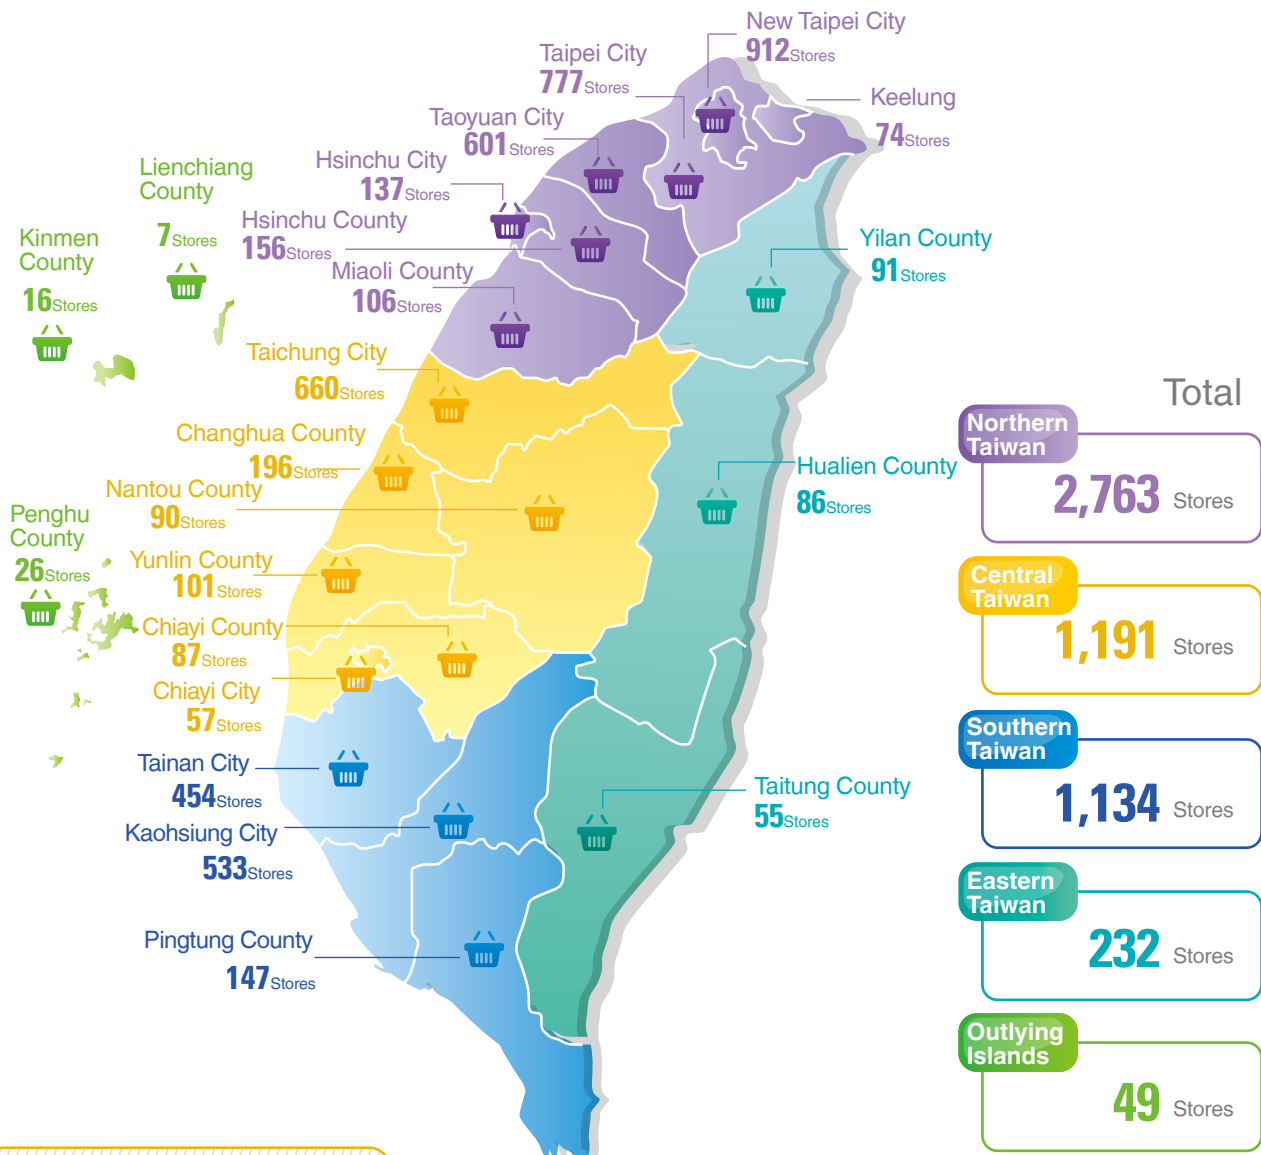 New Taipei City
912Stores
Taipei City
777Stores
Keelung
74Stores
Taoyuan City
601Stores
Hsinchu City
137Stores
Lienchiang
County
7Stores
Hsinchu County
156Stores
Kinmen
County
16Stores
Miaoli County
106Stores
Yilan County
91Stores
Taichung City
660Stores
Changhua County
196Stores
Nantou County
90Stores
Hualien County
86Stores
Penghu
County
26Stores
Yunlin County
101Stores
Chiayi County
87Stores
Chiayi City
57Stores
Tainan City
454Stores
Kaohsiung City
533Stores
Taitung County
55Stores
Pingtung County
147Stores
Total
Northern
Taiwan
2,763 Stores
Central
Taiwan
1,191 Stores
Southern
Taiwan
1,134 Stores
Eastern
Taiwan
232 Stores
Outlying
Islands
49 Stores